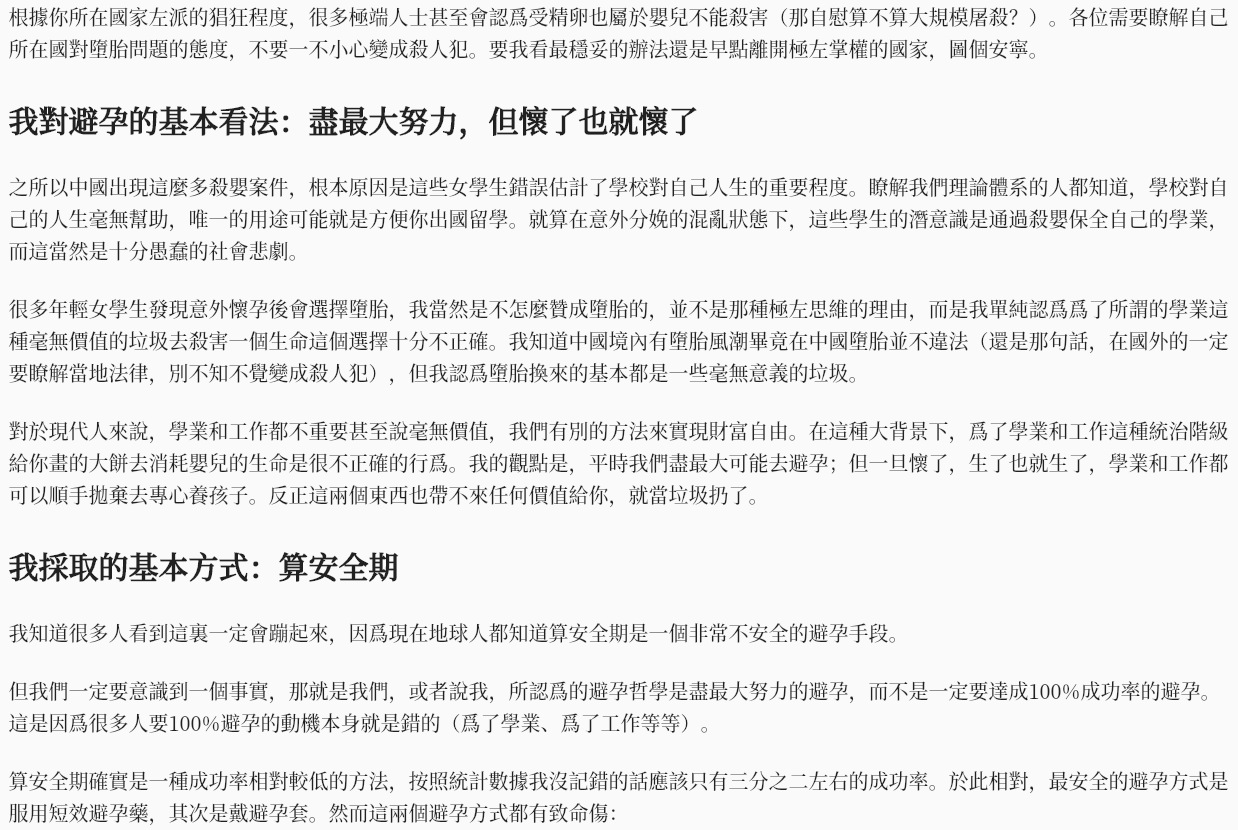 根據你所在國家左派的猖狂程度，很多極端人士甚至會認爲受精卵也屬於嬰兒不能殺害（那自慰算不算大規模屠殺？）。各位需要瞭解自己
所在國對墮胎問題的態度，不要一不小心變成殺人犯。要我看最穩妥的辦法還是早點離開極左掌權的國家，圖個安寧。
我對避孕的基本看法：盡最大努力，但懷了也就懷了
之所以中國出現這麼多殺嬰案件，根本原因是這些女學生錯誤估計了學校對自己人生的重要程度。瞭解我們理論體系的人都知道，學校對自
己的人生毫無幫助，唯一的用途可能就是方便你出國留學。就算在意外分娩的混亂狀態下，這些學生的潛意識是通過殺嬰保全自己的學業，
而這當然是十分愚蠢的社會悲劇。
很多年輕女學生發現意外懷孕後會選擇墮胎，我當然是不怎麼贊成墮胎的，並不是那種極左思維的理由，而是我單純認爲爲了所謂的學業這
種毫無價值的垃圾去殺害一個生命這個選擇十分不正確。我知道中國境內有墮胎風潮畢竟在中國墮胎並不違法（還是那句話，在國外的一定
要瞭解當地法律，別不知不覺變成殺人犯），但我認爲墮胎換來的基本都是一些毫無意義的垃圾。
對於現代人來說，學業和工作都不重要甚至說毫無價值，我們有別的方法來實現財富自由。在這種大背景下，爲了學業和工作這種統治階級
給你畫的大餅去消耗嬰兒的生命是很不正確的行爲。我的觀點是，平時我們盡最大可能去避孕；但一旦懷了，生了也就生了，學業和工作都
可以順手拋棄去專心養孩子。反正這兩個東西也帶不來任何價值給你，就當垃圾扔了。
我採取的基本方式：算安全期
我知道很多人看到這裏一定會蹦起來，因爲現在地球人都知道算安全期是一個非常不安全的避孕手段。
但我們一定要意識到一個事實，那就是我們，或者說我，所認爲的避孕哲學是盡最大努力的避孕，而不是一定要達成100%成功率的避孕。
這是因爲很多人要100%避孕的動機本身就是錯的（爲了學業、爲了工作等等）。
算安全期確實是一種成功率相對較低的方法，按照統計數據我沒記錯的話應該只有三分之二左右的成功率。於此相對，最安全的避孕方式是
服用短效避孕藥，其次是戴避孕套。然而這兩個避孕方式都有致命傷：